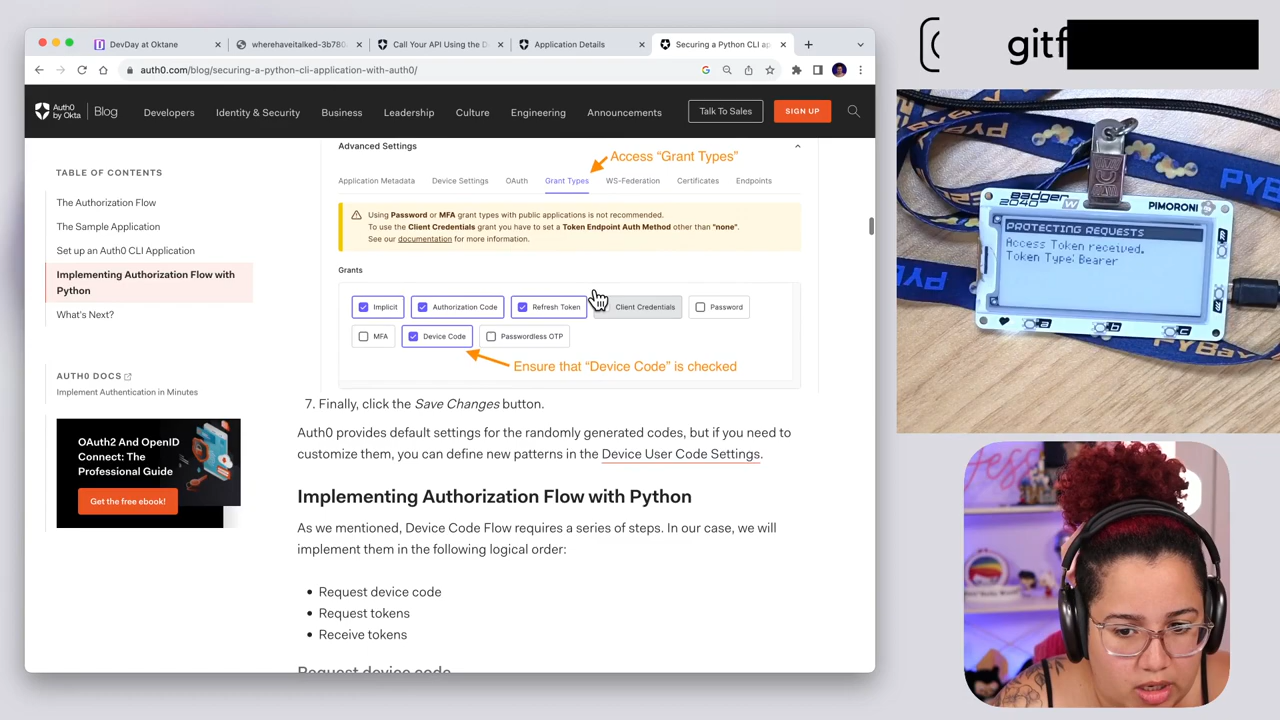 DevDay at Oktane
wherehaveitalked-3b780
Call Your API Using the D
Application Details
Securing a Python CLI ap
auth0.com/blog/securing-a-python-cli-application-with-auth0/
Auth0
by Okta
Blog
Developers
Identity & Security
Business
Leadership
Culture
Engineering
Announcements
Talk To Sales
SIGN UP
TABLE OF CONTENTS
The Authorization Flow
The Sample Application
Set up an Auth0 CLI Application
Implementing Authorization Flow with
Python
What's Next?
AUTH0 DOCS
Implement Authentication in Minutes
OAuth2 And OpenID
Connect: The
Professional Guide
Get the free ebook!
Advanced Settings
Access “Grant Types”
Application Metadata
Device Settings
OAuth
Grant Types
WS-Federation
Certificates
Endpoints
Using Password or MFA grant types with public applications is not recommended.
To use the Client Credentials grant you have to set a Token Endpoint Auth Method other than "none".
See our documentation for more information.
Grants
Implicit
Authorization Code
Refresh Token
Client Credentials
Password
MFA
Device Code
Passwordless OTP
Ensure that “Device Code” is checked
7. Finally, click the Save Changes button.
Auth0 provides default settings for the randomly generated codes, but if you need to
customize them, you can define new patterns in the Device User Code Settings.
Implementing Authorization Flow with Python
As we mentioned, Device Code Flow requires a series of steps. In our case, we will
implement them in the following logical order:
Request device code
Request tokens
Receive tokens
Request device code
gitf
badger
2040 W
PIMORONI
PROTECTING REQUESTS
Access Token received.
Token Type: Bearer
a
b
c
PyBay